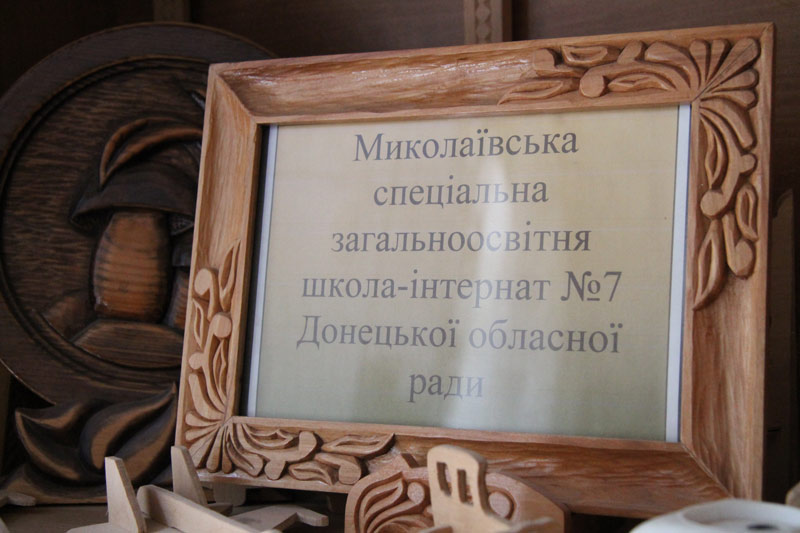 Миколаївська
спеціальна
загальноосвітня
школа-інтернат №7
Донецької обласної
ради